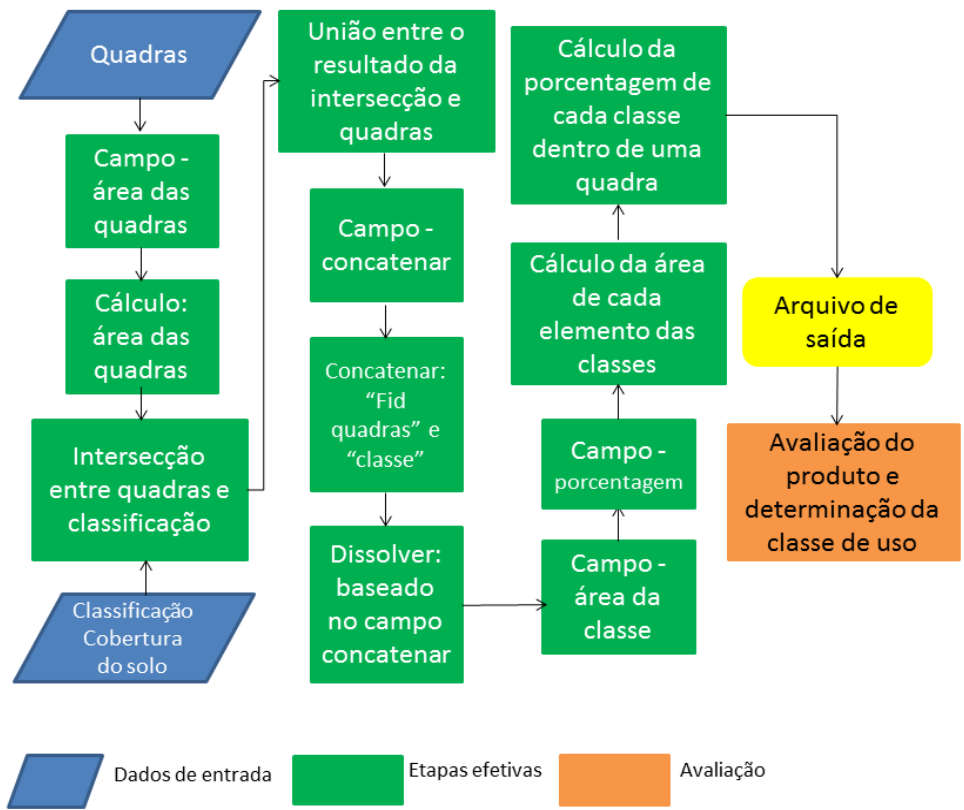 Quadras
Campo -
área das
quadras
Cálculo:
área das
quadras
Intersecção
entre quadras e
classificação
Classificação
Cobertura
do solo
União entre o
resultado da
intersecção e
quadras
Campo -
concatenar
Concatenar:
“Fid
quadras” e
“classe”
Dissolver:
baseado
no campo
concatenar
Campo -
área da
classe
Campo -
porcentagem
Cálculo da área
de cada
elemento das
classes
Cálculo da
porcentagem de
cada classe
dentro de uma
quadra
Arquivo de
saída
Avaliação do
produto e
determinação da
classe de uso
Dados de entrada
Etapas efetivas
Avaliação